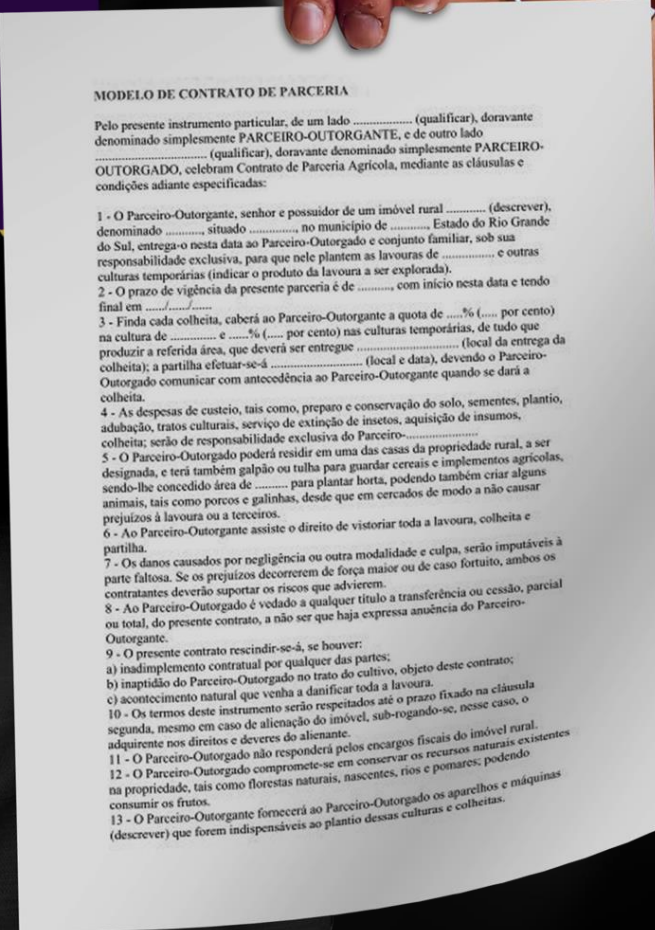 MODELO DE CONTRATO DE PARCERIA
Pelo presente instrumento particular, de um lado .................. (qualificar), doravante
denominado simplesmente PARCEIRO-OUTORGANTE, e de outro lado
.................................. (qualificar), doravante denominado simplesmente PARCEIRO-
OUTORGADO, celebram Contrato de Parceria Agrícola, mediante as cláusulas e
condições adiante especificadas:
1 - O Parceiro-Outorgante, senhor e possuidor de um imóvel rural ............ (descrever),
denominado ..........., situado .............., no município de ..........., Estado do Rio Grande
do Sul, entrega-o nesta data ao Parceiro-Outorgado e conjunto familiar, sob sua
responsabilidade exclusiva, para que nele plantem as lavouras de ................ e outras
culturas temporárias (indicar o produto da lavoura a ser explorada).
2 - O prazo de vigência da presente parceria é de .........., com início nesta data e tendo
final em ....../....../......
3 - Finda cada colheita, caberá ao Parceiro-Outorgante a quota de .....% (..... por cento)
na cultura de .............. e ......% (..... por cento) nas culturas temporárias, de tudo que
produzir a referida área, que deverá ser entregue ............................... (local da entrega da
colheita); a partilha efetuar-se-á ............................ (local e data), devendo o Parceiro-
Outorgado comunicar com antecedência ao Parceiro-Outorgante quando se dará a
colheita.
4 - As despesas de custeio, tais como, preparo e conservação do solo, sementes, plantio,
adubação, tratos culturais, serviço de extinção de insetos, aquisição de insumos,
colheita; serão de responsabilidade exclusiva do Parceiro-......................
5 - O Parceiro-Outorgado poderá residir em uma das casas da propriedade rural, a ser
designada, e terá também galpão ou tulha para guardar cereais e implementos agrícolas,
sendo-lhe concedido área de .......... para plantar horta, podendo também criar alguns
animais, tais como porcos e galinhas, desde que em cercados de modo a não causar
prejuízos à lavoura ou a terceiros.
6 - Ao Parceiro-Outorgante assiste o direito de vistoriar toda a lavoura, colheita e
partilha.
7 - Os danos causados por negligência ou outra modalidade e culpa, serão imputáveis à
parte faltosa. Se os prejuízos decorrerem de força maior ou de caso fortuito, ambos os
contratantes deverão suportar os riscos que advierem.
8 - Ao Parceiro-Outorgado é vedado a qualquer título a transferência ou cessão, parcial
ou total, do presente contrato, a não ser que haja expressa anuência do Parceiro-
Outorgante.
9 - O presente contrato rescindir-se-á, se houver:
a) inadimplemento contratual por qualquer das partes;
b) inaptidão do Parceiro-Outorgado no trato do cultivo, objeto deste contrato;
c) acontecimento natural que venha a danificar toda a lavoura.
10 - Os termos deste instrumento serão respeitados até o prazo fixado na cláusula
segunda, mesmo em caso de alienação do imóvel, sub-rogando-se, nesse caso, o
adquirente nos direitos e deveres do alienante.
11 - O Parceiro-Outorgado não responderá pelos encargos fiscais do imóvel rural.
12 - O Parceiro-Outorgado compromete-se em conservar os recursos naturais existentes
na propriedade, tais como florestas naturais, nascentes, rios e pomares; podendo
consumir os frutos.
13 - O Parceiro-Outorgante fornecerá ao Parceiro-Outorgado os aparelhos e máquinas
(descrever) que forem indispensáveis ao plantio dessas culturas e colheitas.